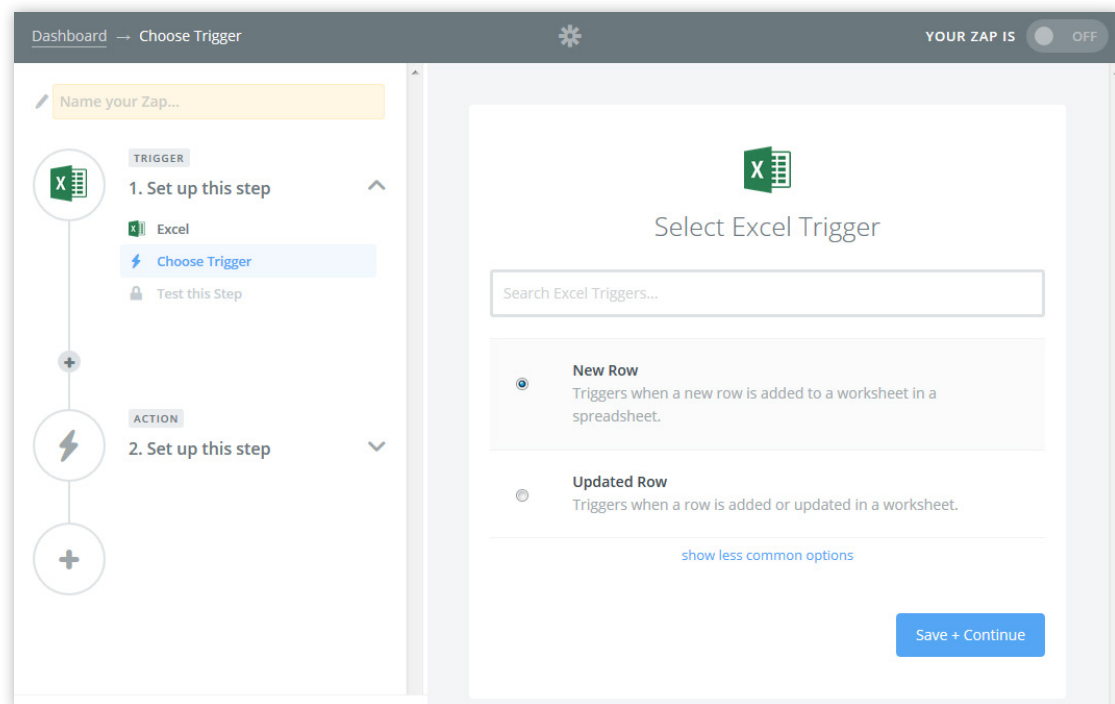 Dashboard → Choose Trigger
YOUR ZAP IS OFF
Name your Zap...
TRIGGER
1. Set up this step
Excel
Choose Trigger
Test this Step
ACTION
2. Set up this step
Select Excel Trigger
Search Excel Triggers...
New Row
Triggers when a new row is added to a worksheet in a
spreadsheet.
Updated Row
Triggers when a row is added or updated in a worksheet.
show less common options
Save + Continue